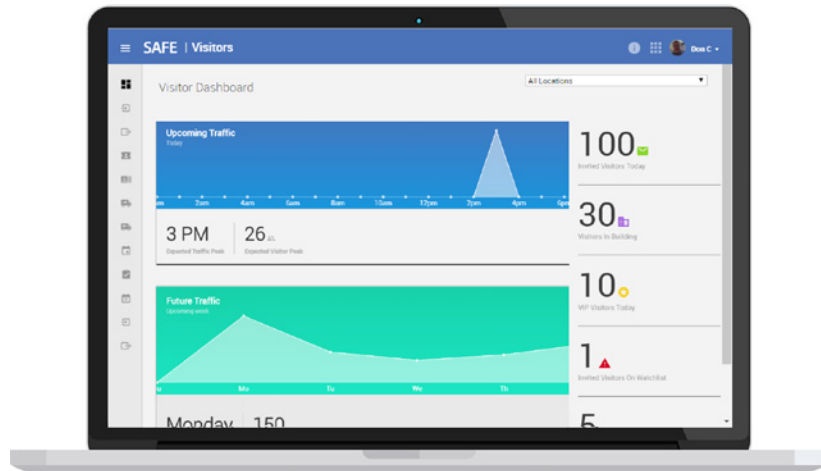 SAFE | Visitors
Don C
Visitor Dashboard
All Locations
Upcoming Traffic
Today
2am 4am 6am 8am 10am 12pm 2pm 4pm 6pm
3 PM
Expected Traffic Peak
26
Expected Visitor Peak
Future Traffic
Upcoming week
Mo Tu We Th
Monday
150
100
Invited Visitors Today
30
Visitors In Building
10
VIP Visitors Today
1
Invited Visitors On Watchlist
5